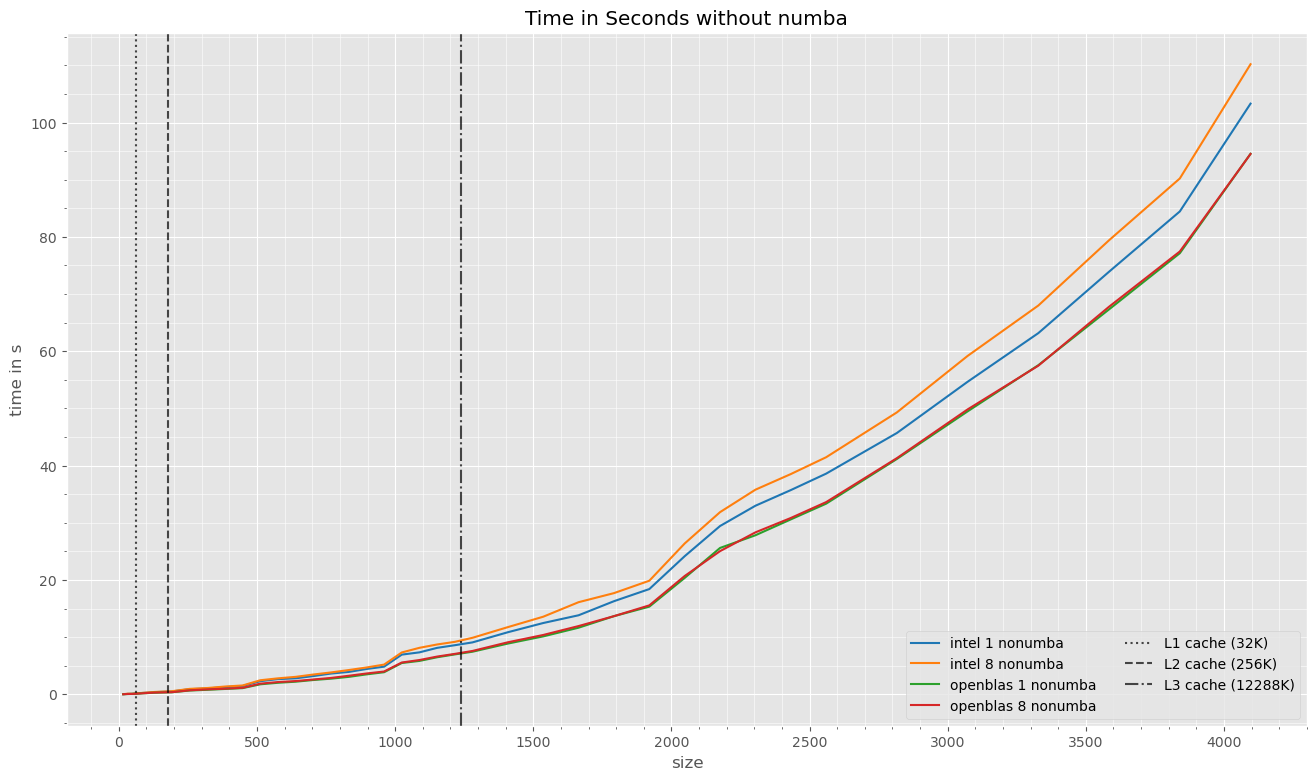 Time in Seconds without numba
time in s
100
80
60
40
20
0
0 500 1000 1500 2000 2500 3000 3500 4000
size
intel 1 nonumba
intel 8 nonumba
openblas 1 nonumba
openblas 8 nonumba
L1 cache (32K)
L2 cache (256K)
L3 cache (12288K)